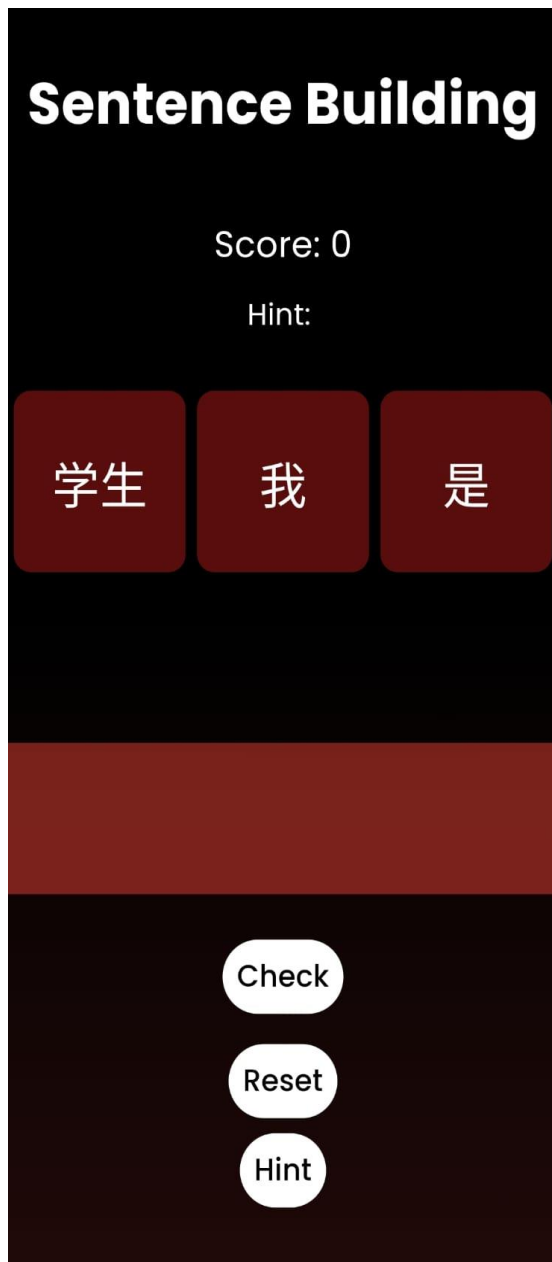 Sentence Building
Score: 0
Hint:
学生 我 是
Check
Reset
Hint